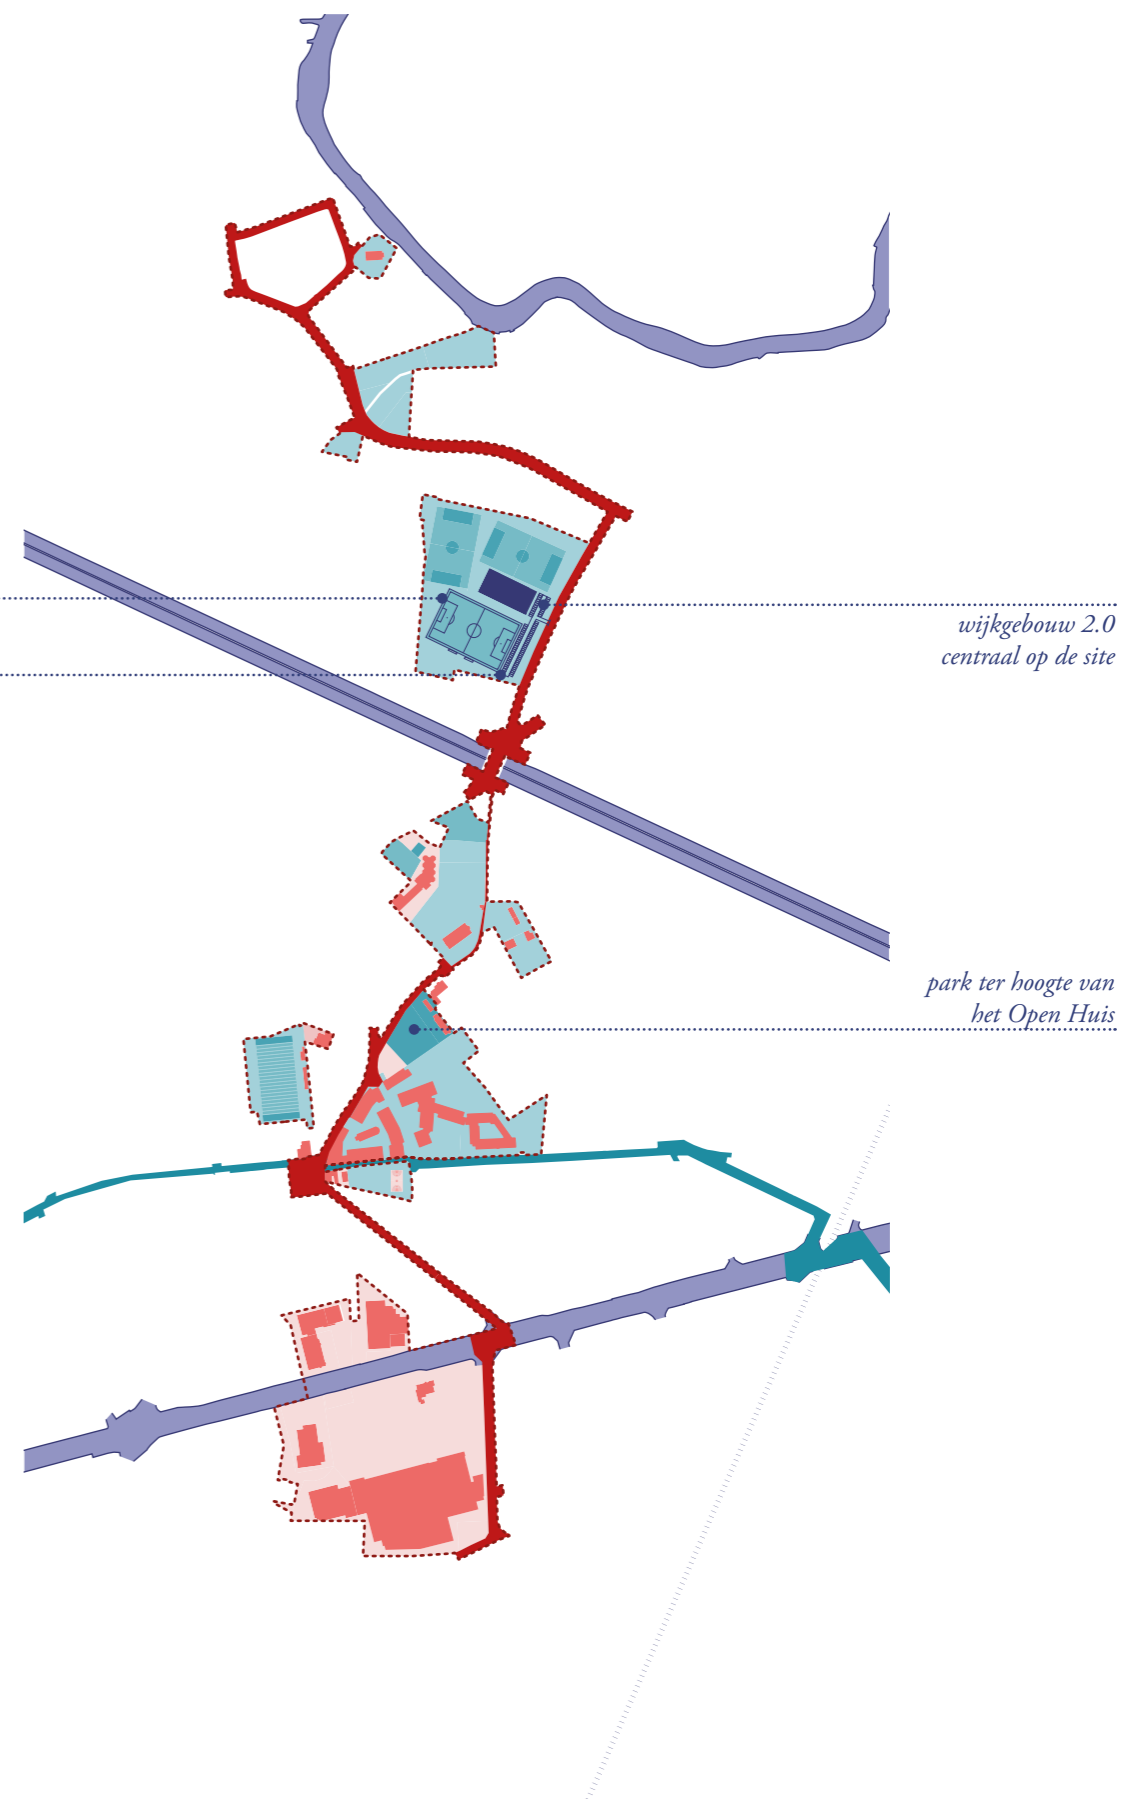 wijkgebouw 2.0
centraal op de site
park ter hoogte van
het Open Huis